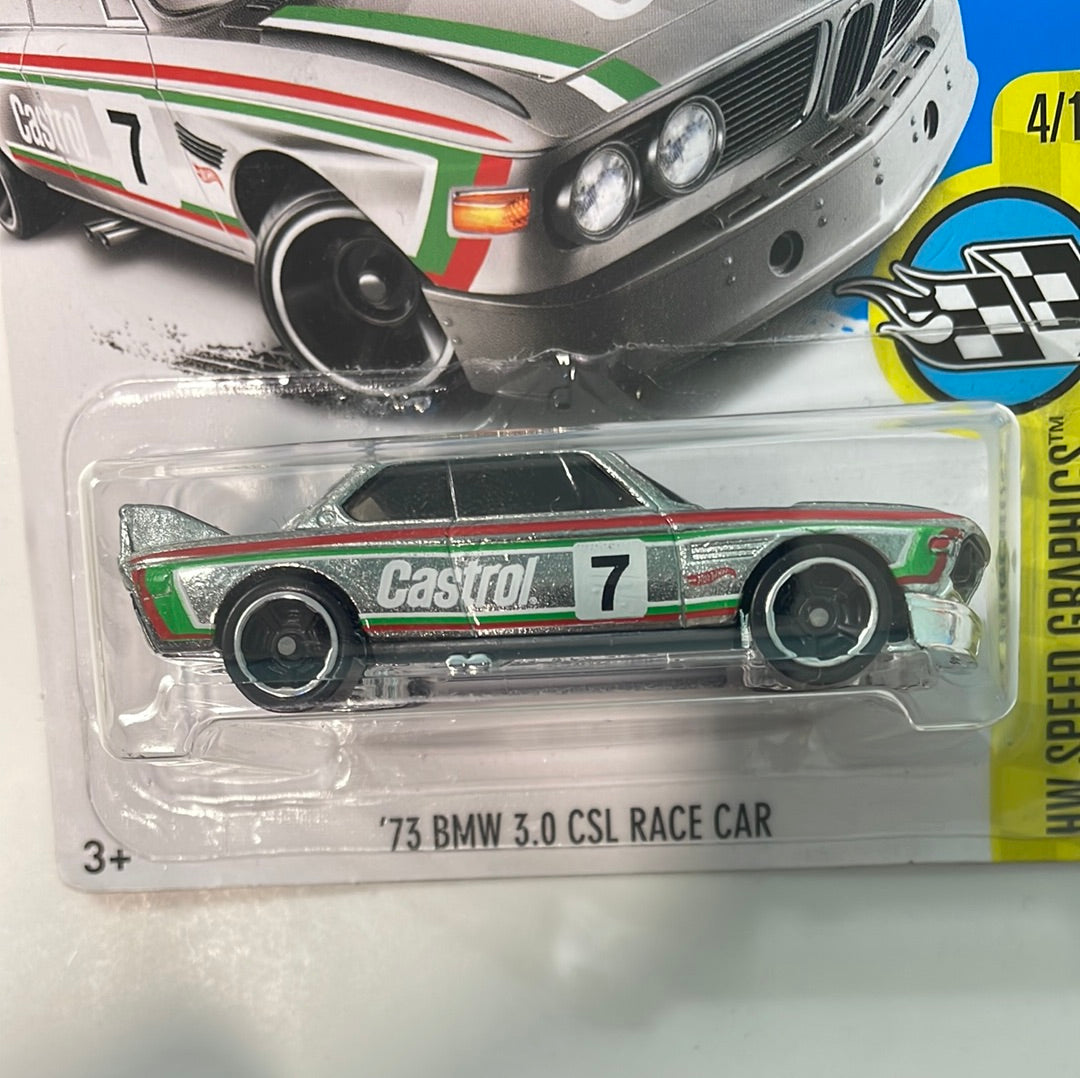 Castrol
7
4/1
HW SPEED GRAPHICS™
Castrol
7
'73 BMW 3.0 CSL RACE CAR
3+